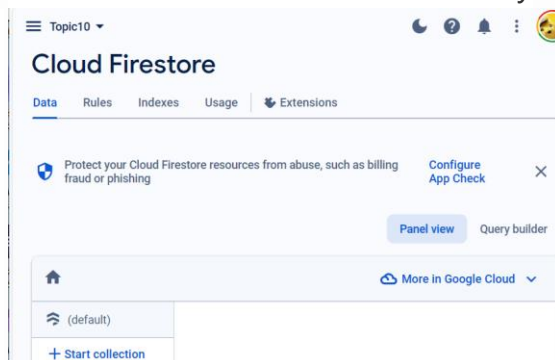 Topic10
Cloud Firestore
Data Rules Indexes Usage Extensions
Protect your Cloud Firestore resources from abuse, such as billing
fraud or phishing
Configure
App Check
Panel view Query builder
More in Google Cloud
(default)
+ Start collection